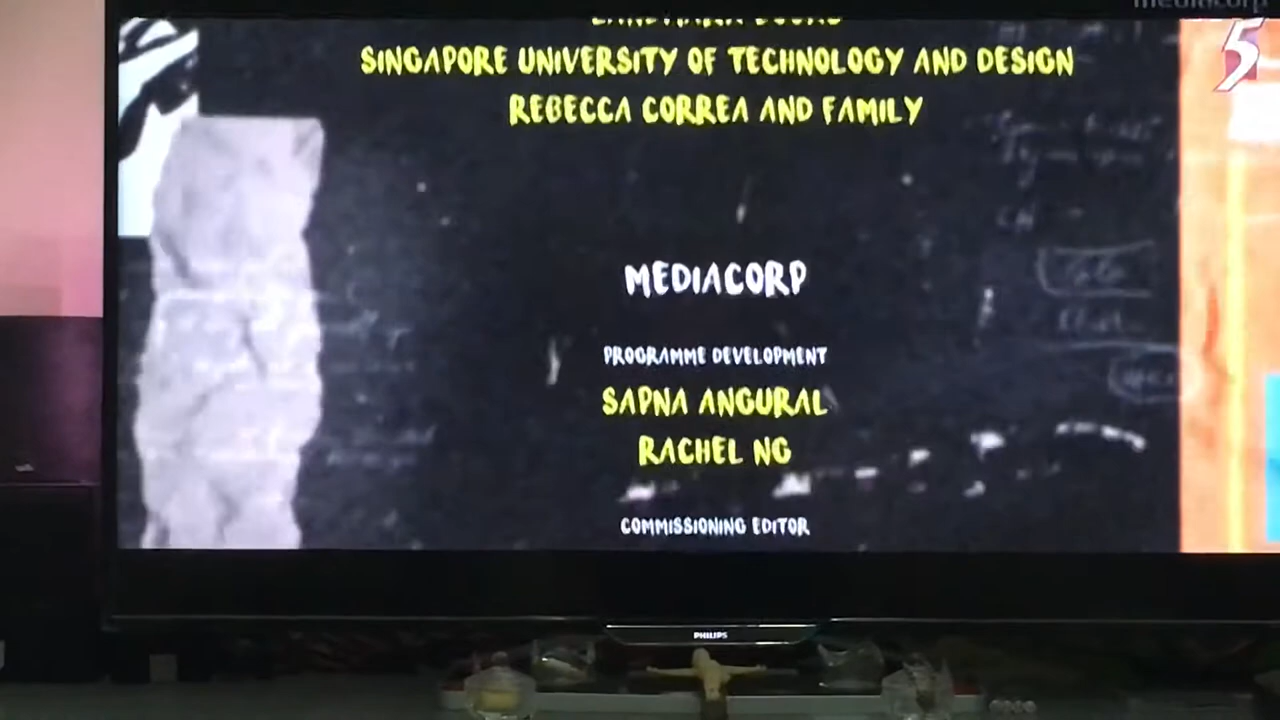 mediacorp
5
SINGAPORE UNIVERSITY OF TECHNOLOGY AND DESIGN
REBECCA CORREA AND FAMILY
MEDIACORP
PROGRAMME DEVELOPMENT
SAPNA ANGURAL
RACHEL NG
COMMISSIONING EDITOR
PHILIPS